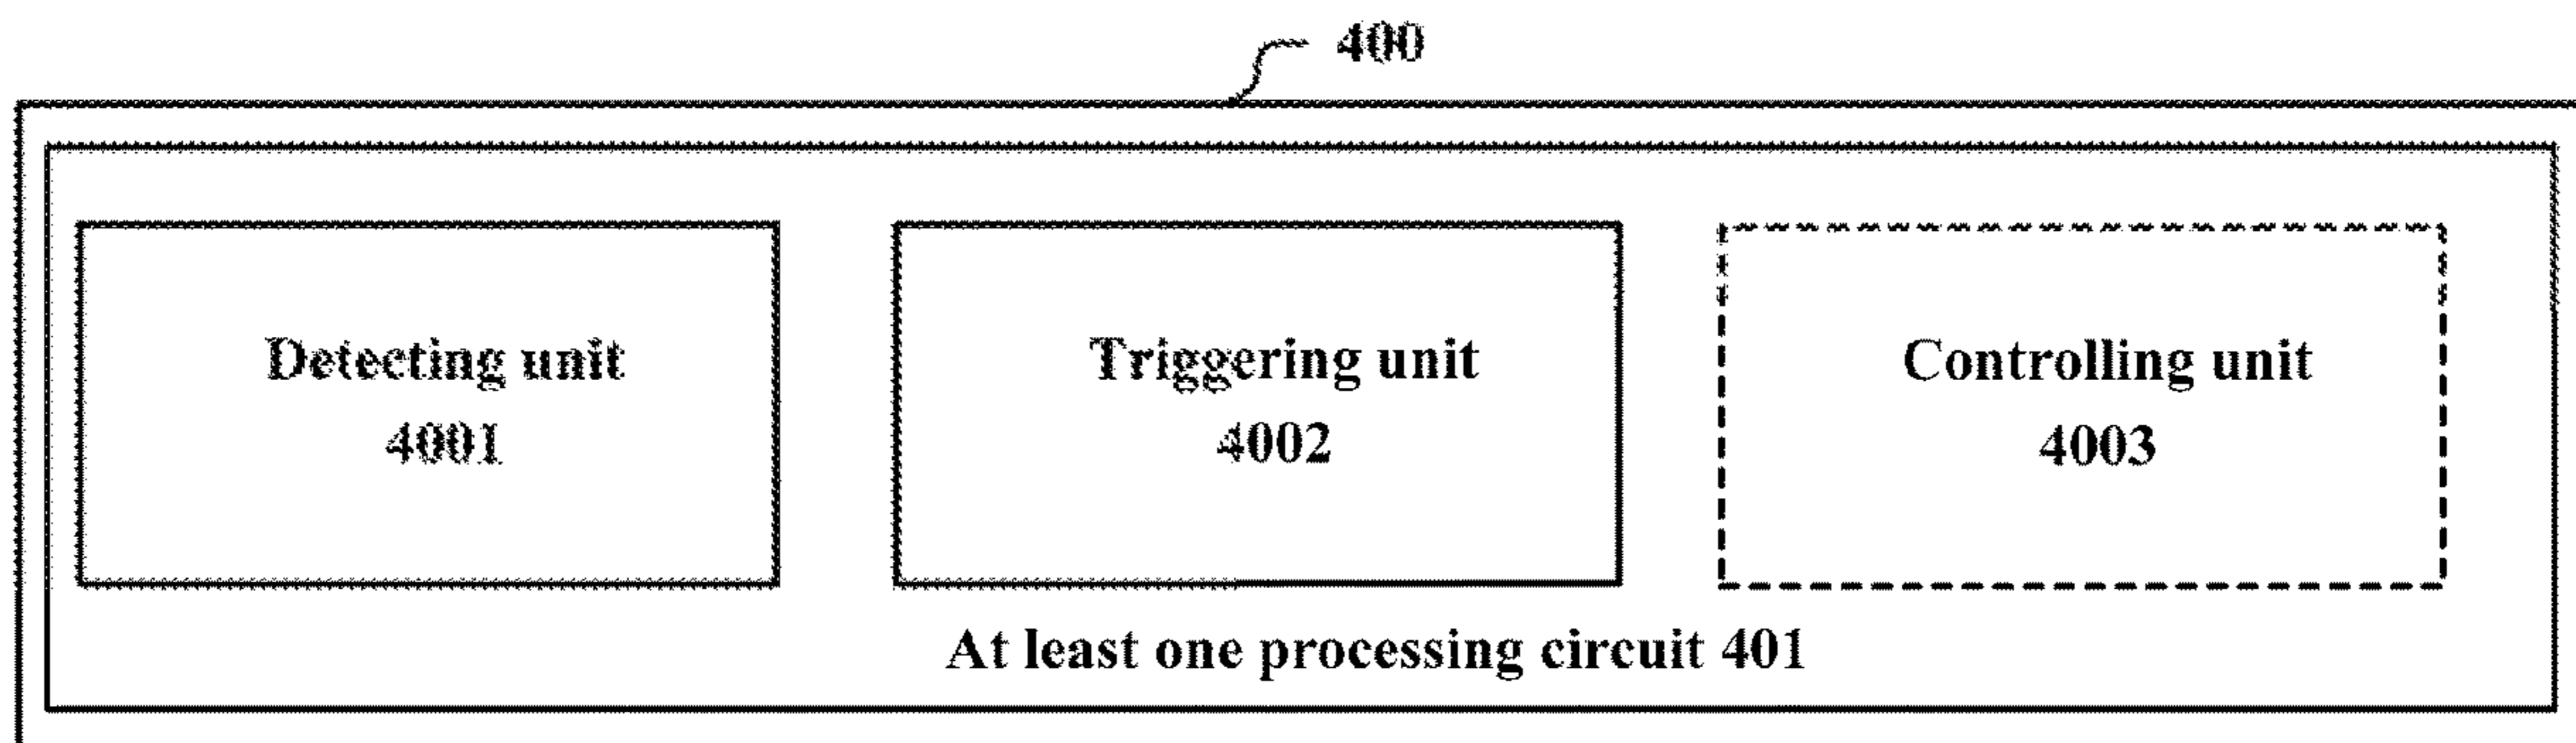 400
Detecting unit
4001
Triggering unit
4002
Controlling unit
4003
At least one processing circuit 401